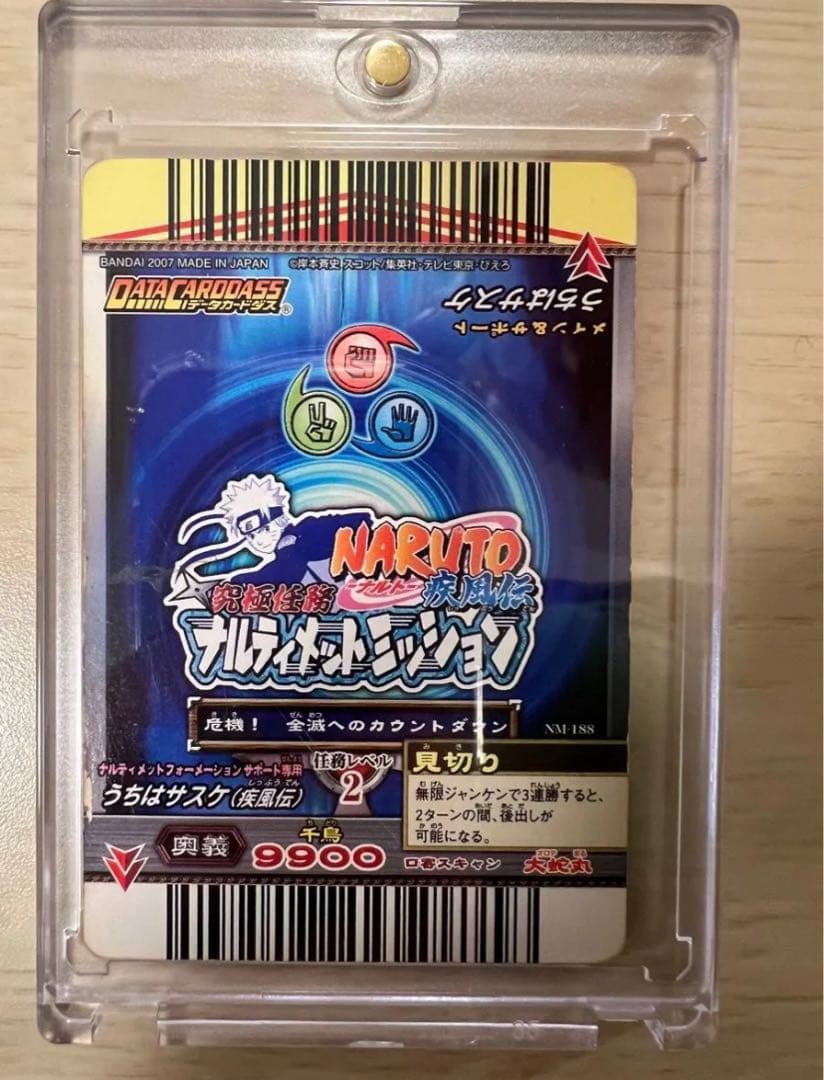 BANDAI 2007 MADE IN JAPAN ©岸本斉史 スコット/集英社・テレビ東京・ぴえろ
DATA CARDDASS
データカードダス®
うちはサスケ
メイン&サポート
NARUTO
-ナルト-
疾風伝
究極任務
ナルティメットミッション
危機! 全滅へのカウントダウン
NM-188
ナルティメットフォーメーション サポート専用
うちはサスケ(疾風伝)
任務レベル
2
見切り
無限ジャンケンで3連勝すると、
2ターンの間、後出しが
可能になる。
奥義
千鳥
9900
口寄スキャン
大蛇丸